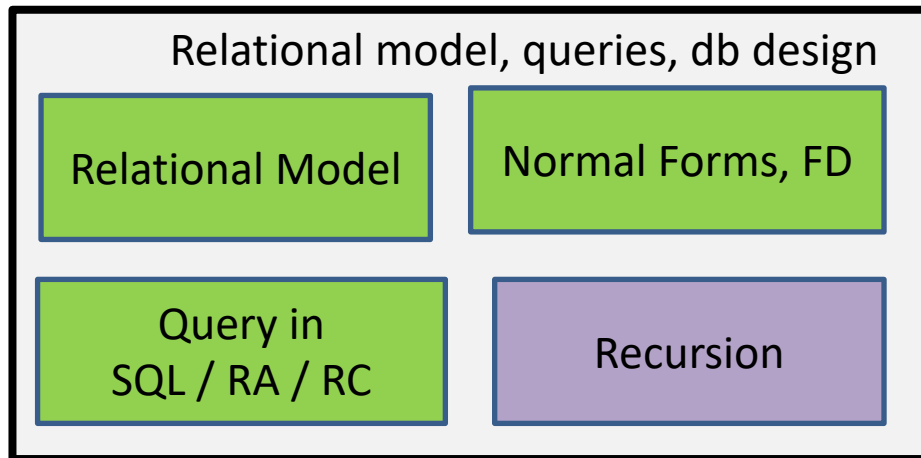 Relational model, queries, db design
Relational Model
Normal Forms, FD
Query in
SQL / RA / RC
Recursion